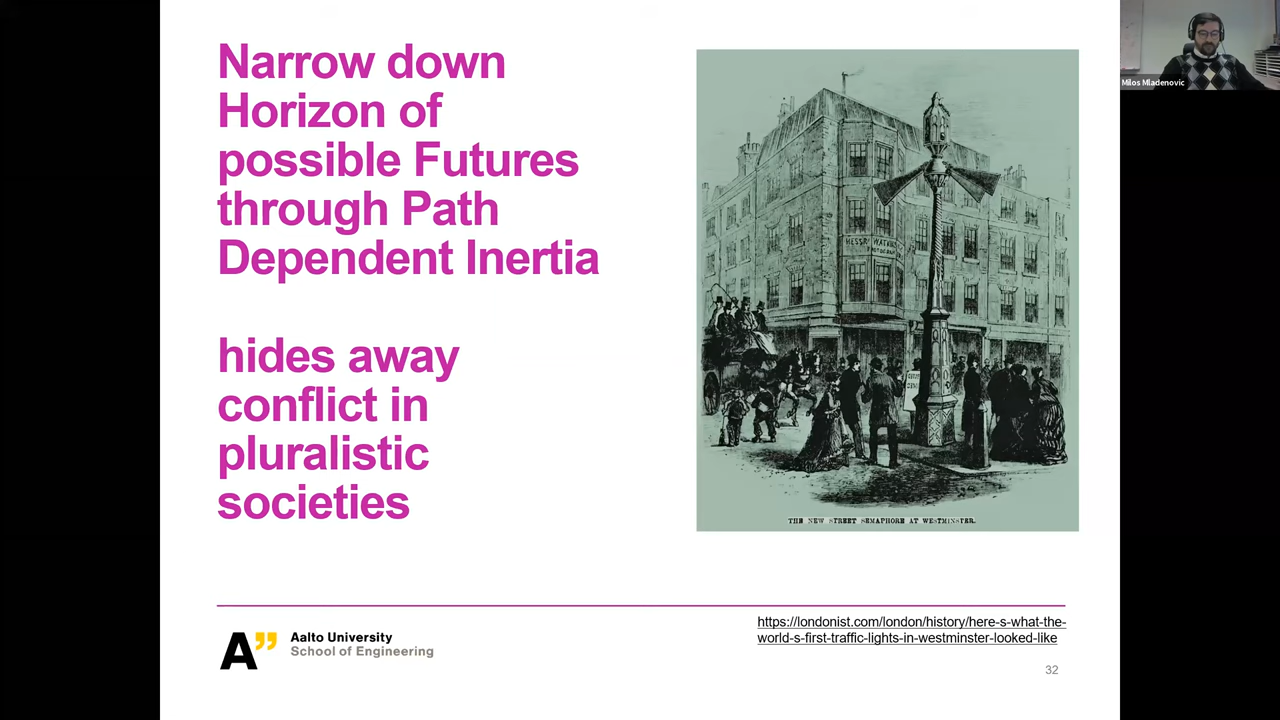 Narrow down
Horizon of
possible Futures
through Path
Dependent Inertia
hides away
conflict in
pluralistic
societies
THE NEW STREET SEMAPHORE AT WESTMINSTER.
A”
Aalto University
School of Engineering
https://londonist.com/london/history/here-s-what-the-
world-s-first-traffic-lights-in-westminster-looked-like
32
Milos Mladenovic